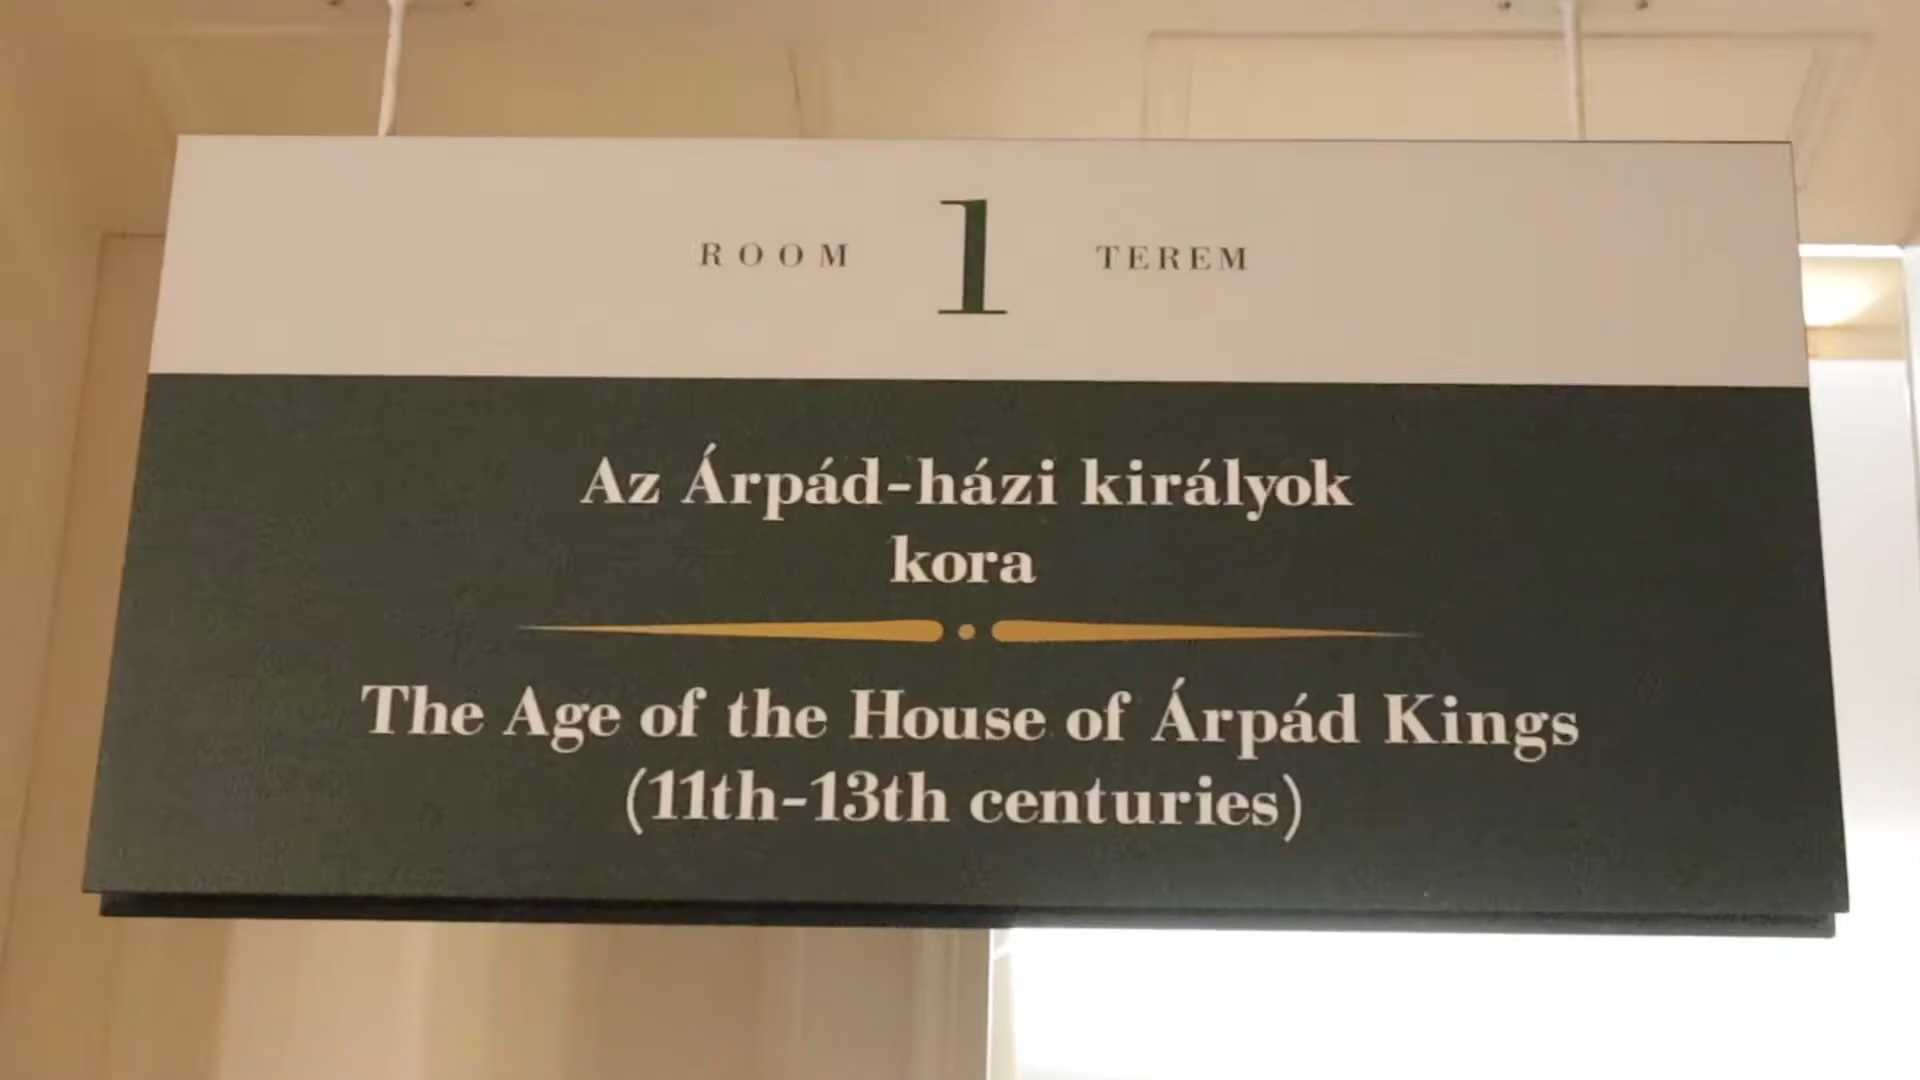 ROOM 1 TEREM
Az Árpád-házi királyok
kora
The Age of the House of Árpád Kings
(11th-13th centuries)